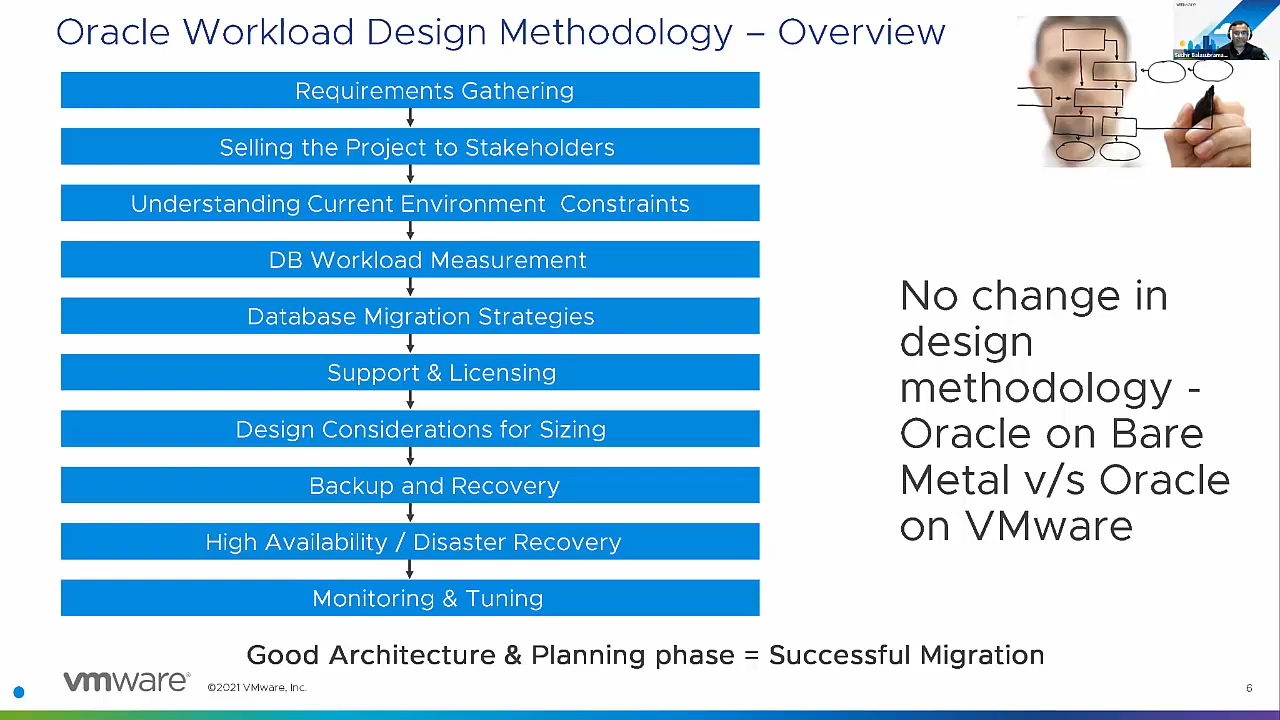 Oracle Workload Design Methodology – Overview
vmware
Sudhir Balasubrama...
Requirements Gathering
Selling the Project to Stakeholders
Understanding Current Environment  Constraints
DB Workload Measurement
Database Migration Strategies
Support & Licensing
Design Considerations for Sizing
Backup and Recovery
High Availability / Disaster Recovery
Monitoring & Tuning
No change in
design
methodology -
Oracle on Bare
Metal v/s Oracle
on VMware
Good Architecture & Planning phase = Successful Migration
vmware®
©2021 VMware, Inc.
6